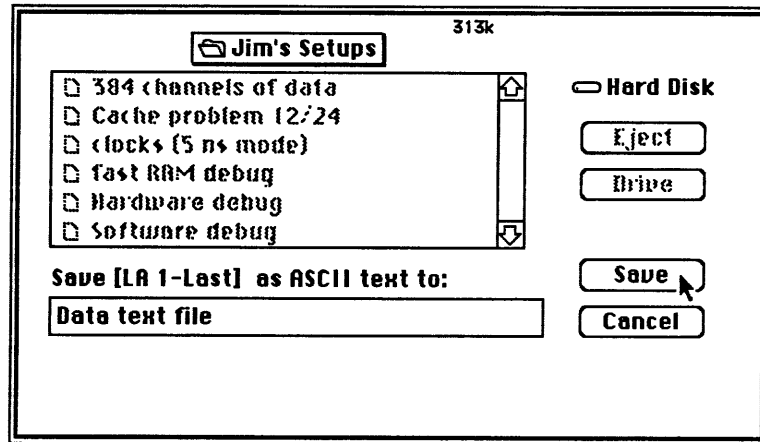 313k
Jim's Setups
384 channels of data
Cache problem 12/24
clocks (5 ns mode)
fast RAM debug
Hardware debug
Software debug
Hard Disk
Eject
Drive
Save [LA 1-Last] as ASCII text to:
Data text file
Save
Cancel